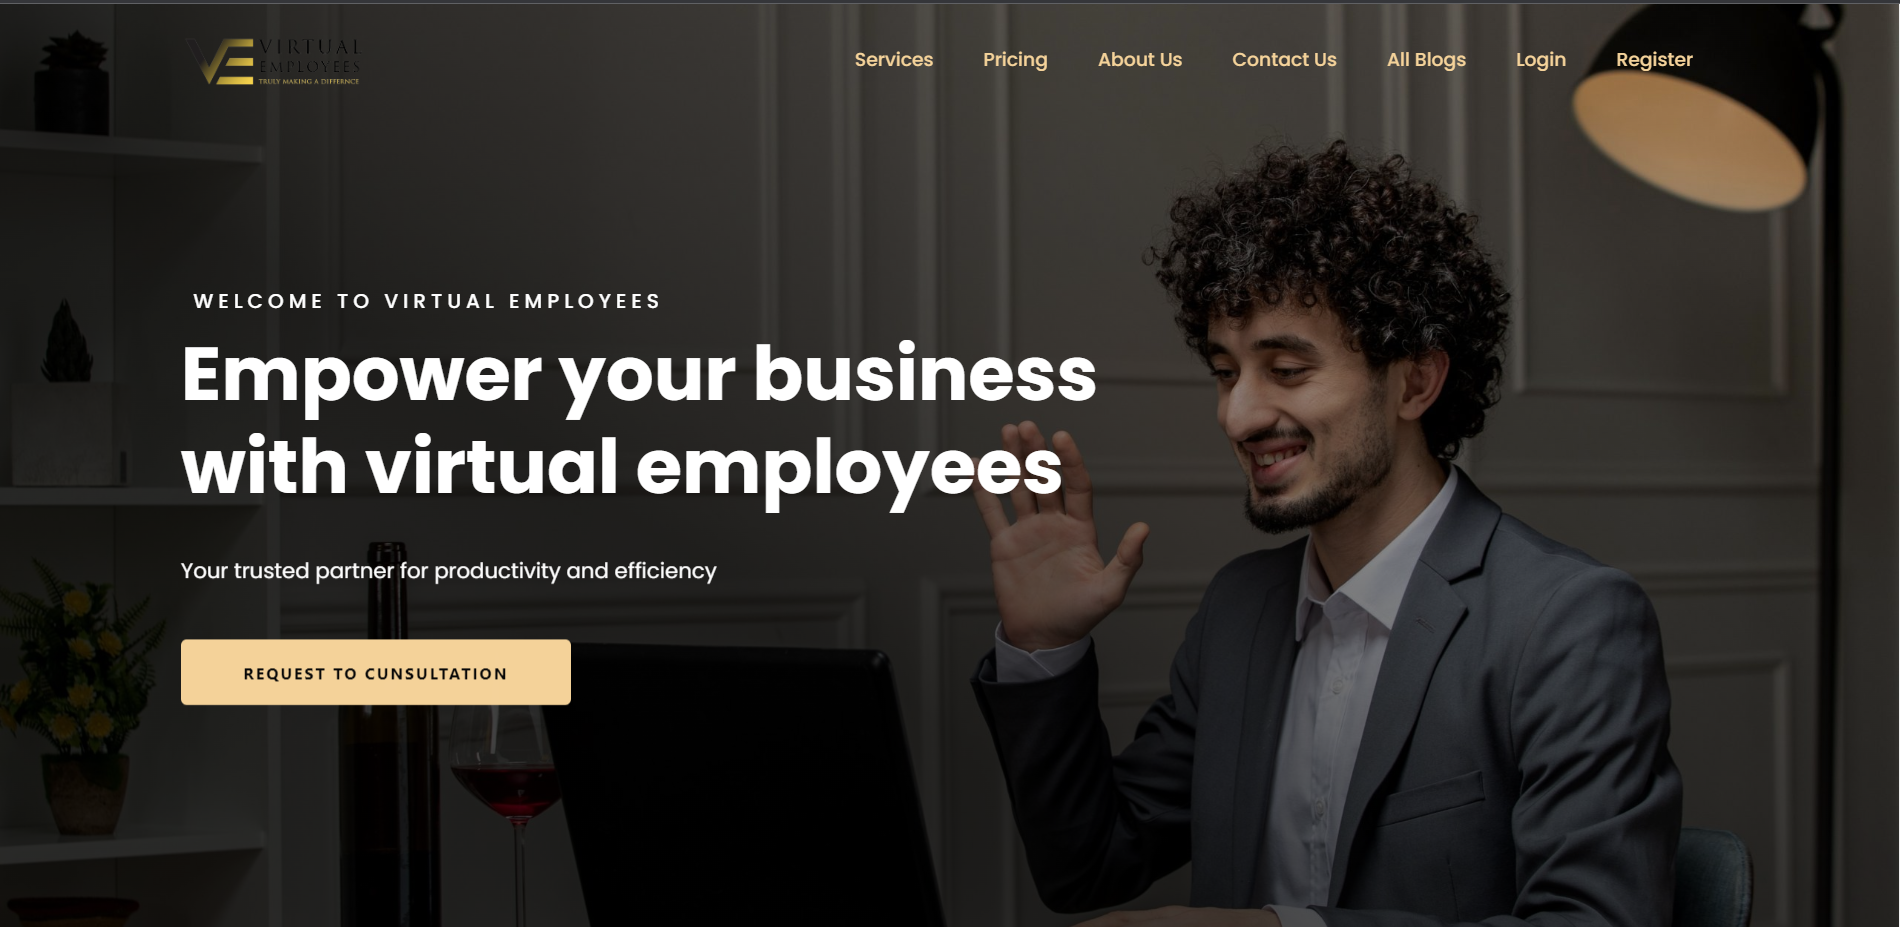 VIRTUAL
EMPLOYEES
TRULY MAKING A DIFFERNCE
Services Pricing About Us Contact Us All Blogs Login Register
WELCOME TO VIRTUAL EMPLOYEES
Empower your business
with virtual employees
Your trusted partner for productivity and efficiency
REQUEST TO CUNSULTATION